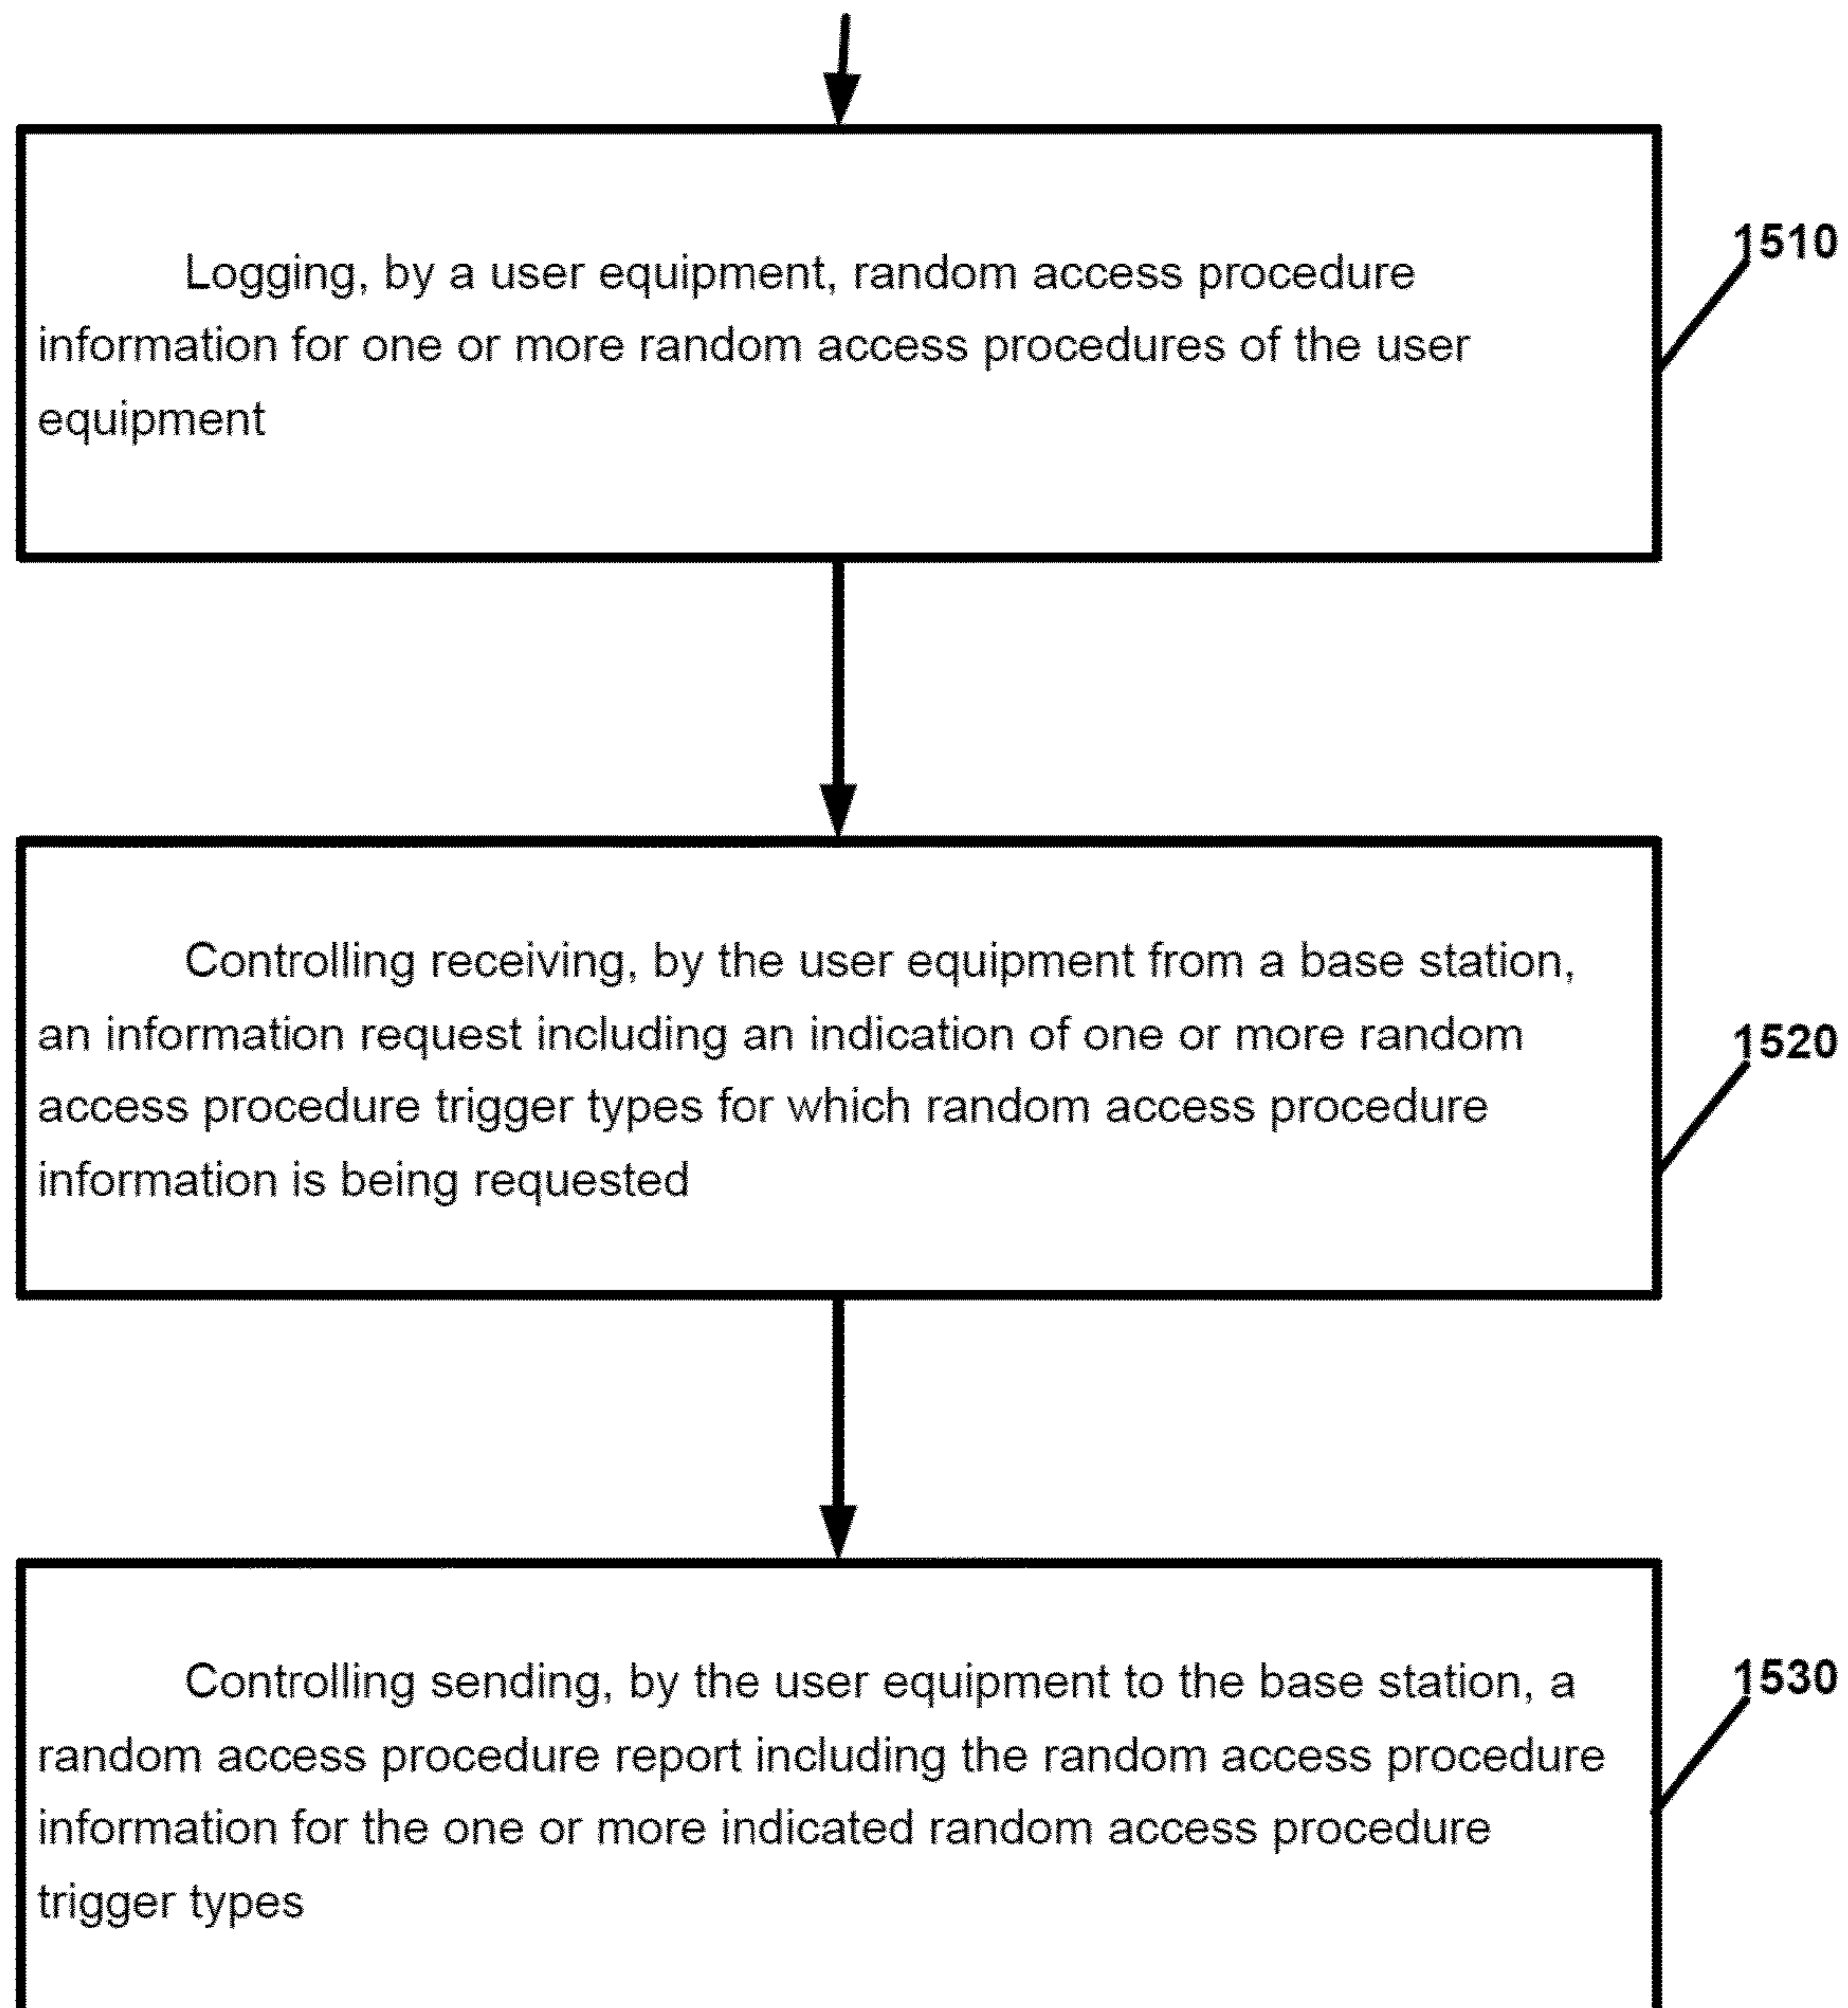 Logging, by a user equipment, random access procedure
information for one or more random access procedures of the user
equipment
1510
Controlling receiving, by the user equipment from a base station,
an information request including an indication of one or more random
access procedure trigger types for which random access procedure
information is being requested
1520
Controlling sending, by the user equipment to the base station, a
random access procedure report including the random access procedure
information for the one or more indicated random access procedure
trigger types
1530